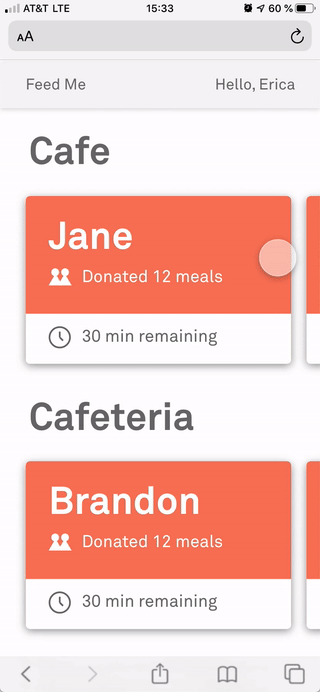 AT&T LTE 15:33 60 %
AA
Feed Me Hello, Erica
Cafe
Jane
Donated 12 meals
30 min remaining
Cafeteria
Brandon
Donated 12 meals
30 min remaining